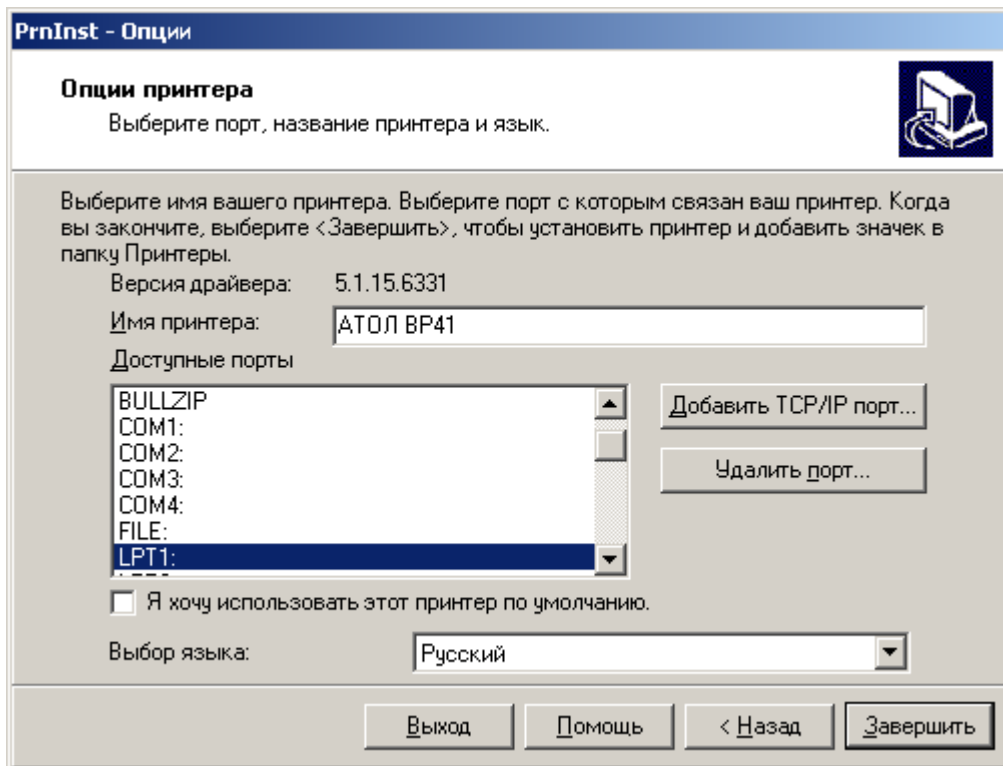 PrnInst - Опции
Опции принтера
Выберите порт, название принтера и язык.
Выберите имя вашего принтера. Выберите порт с которым связан ваш принтер. Когда
вы закончите, выберите <Завершить>, чтобы установить принтер и добавить значек в
папку Принтеры.
Версия драйвера: 5.1.15.6331
Имя принтера: АТОЛ BP41
Доступные порты
BULLZIP
COM1:
COM2:
COM3:
COM4:
FILE:
LPT1:
Добавить TCP/IP порт...
Удалить порт...
Я хочу использовать этот принтер по умолчанию.
Выбор языка: Русский
Выход Помощь < Назад Завершить